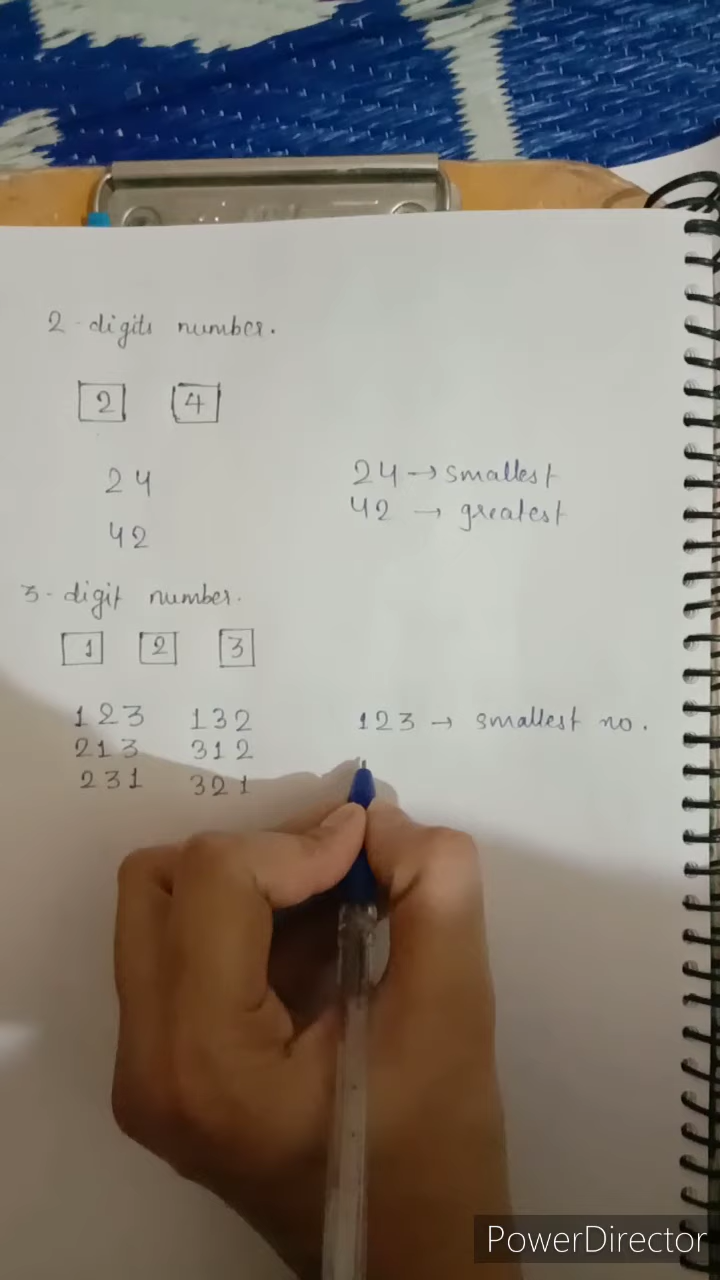 2-digits number.
2 4
24
42
24 → smallest
42 → greatest
3-digit number.
1 2 3
123 132
213 312
231 321
123 → smallest no.
PowerDirector